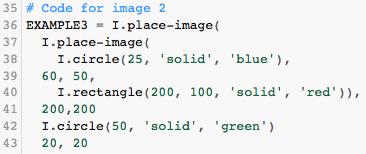 35 # Code for image 2
36 EXAMPLE3 = I.place-image(
37   I.place-image(
38     I.circle(25, 'solid', 'blue'),
39   60, 50,
40     I.rectangle(200, 100, 'solid', 'red')),
41   200,200
42   I.circle(50, 'solid', 'green')
43   20, 20